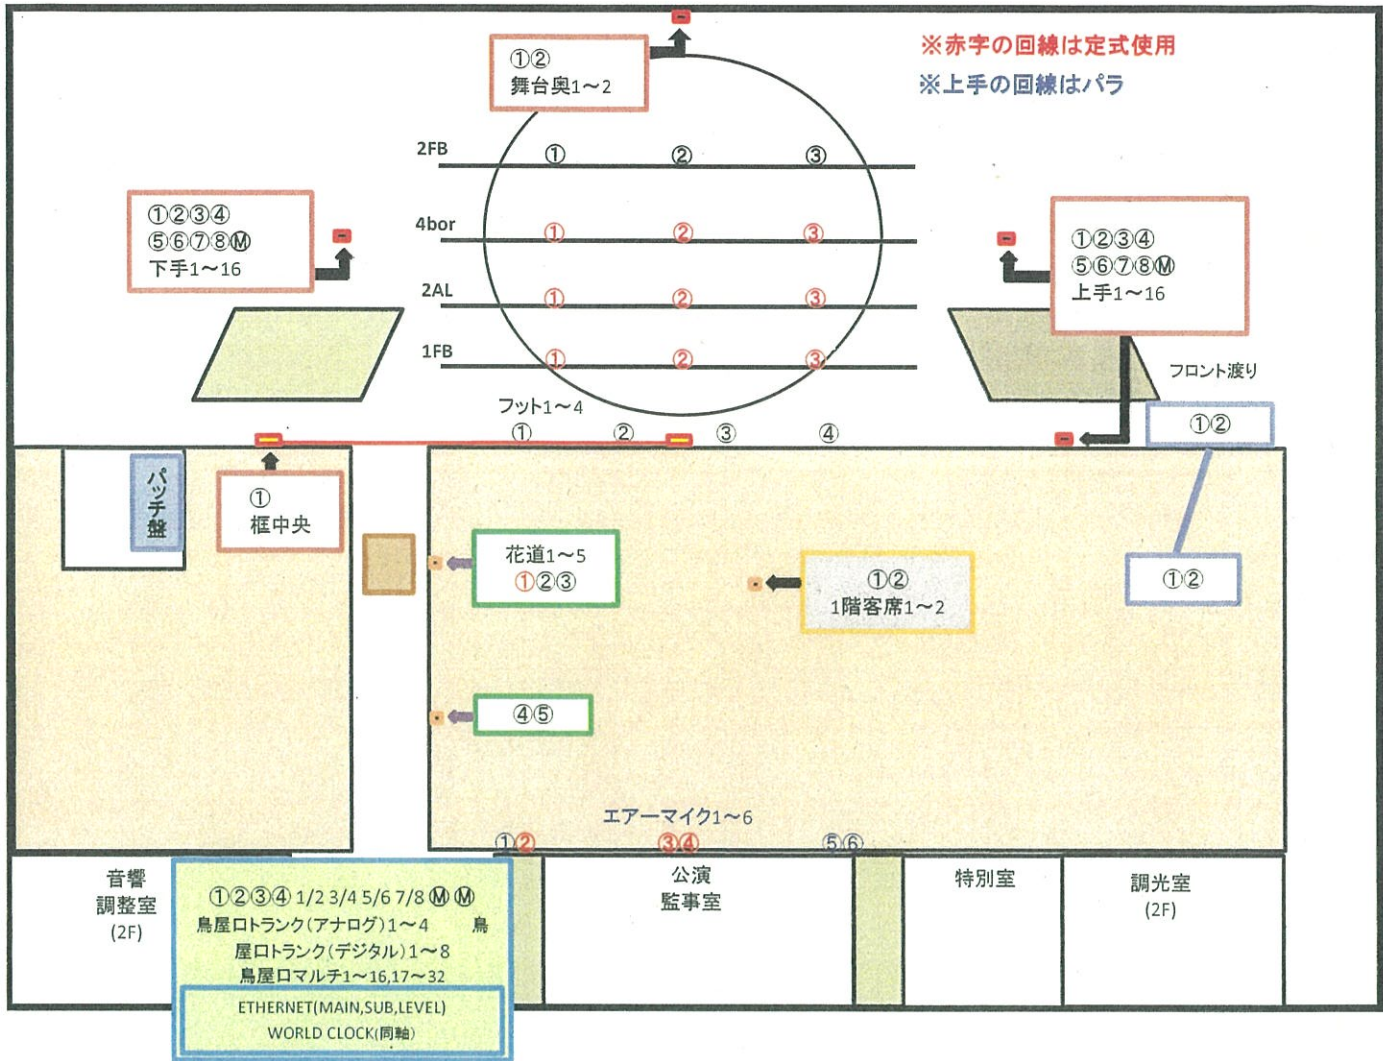 ※赤字の回線は定式使用
※上手の回線はパラ
①②
舞台奥1～2
2FB
①
②
③
①②③④
⑤⑥⑦⑧Ⓜ
下手1～16
4bor
①
②
③
①②③④
⑤⑥⑦⑧Ⓜ
上手1～16
2AL
①
②
③
1FB
①
②
③
フロント渡り
フット1～4
①
②
③
④
①②
パッチ盤
①
框中央
花道1～5
①②③
①②
1階客席1～2
①②
④⑤
エアーマイク1～6
①②
③④
⑤⑥
音響
調整室
(2F)
①②③④ 1/2 3/4 5/6 7/8 Ⓜ Ⓜ
鳥屋口トランク(アナログ)1～4 鳥
屋口トランク(デジタル)1～8
鳥屋口マルチ1～16,17～32
ETHERNET(MAIN,SUB,LEVEL)
WORLD CLOCK(同軸)
公演
監事室
特別室
調光室
(2F)